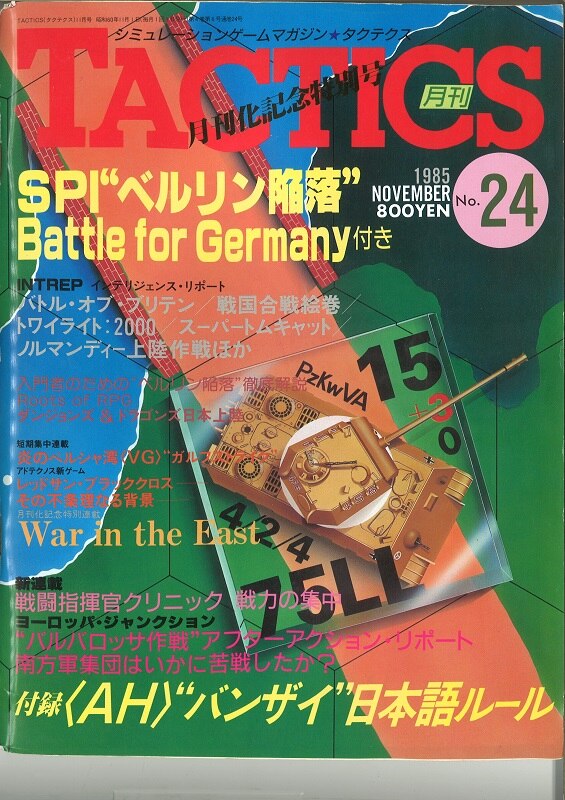 シミュレーションゲームマガジン★タクテクス
TACTICS
月刊
月刊化記念特別号
1985
NOVEMBER
800YEN
No.24
SPI“ベルリン陥落”
Battle for Germany付き
INTREP インテリジェンス・リポート
バトル・オブ・ブリテン／戦国合戦絵巻／
トワイライト:2000／スーパートムキャット／
ノルマンディー上陸作戦ほか
入門者のための“ベルリン陥落”徹底解説
Roots of RPG
ダンジョンズ&ドラゴンズ日本上陸
短期集中連載
炎のペルシャ湾〈VG〉
アドテクノス新ゲーム
レッドサン・ブラッククロス
その不条理なる背景
月刊化記念特別連載
War in the East
新連載
戦闘指揮官クリニック 戦力の集中
ヨーロッパ・ジャンクション
“バルバロッサ作戦”アフターアクション・リポート
南方軍集団はいかに苦戦したか?
付録〈AH〉“バンザイ”日本語ルール
PzKwVA
15
+3
0
4/2/4
75LL